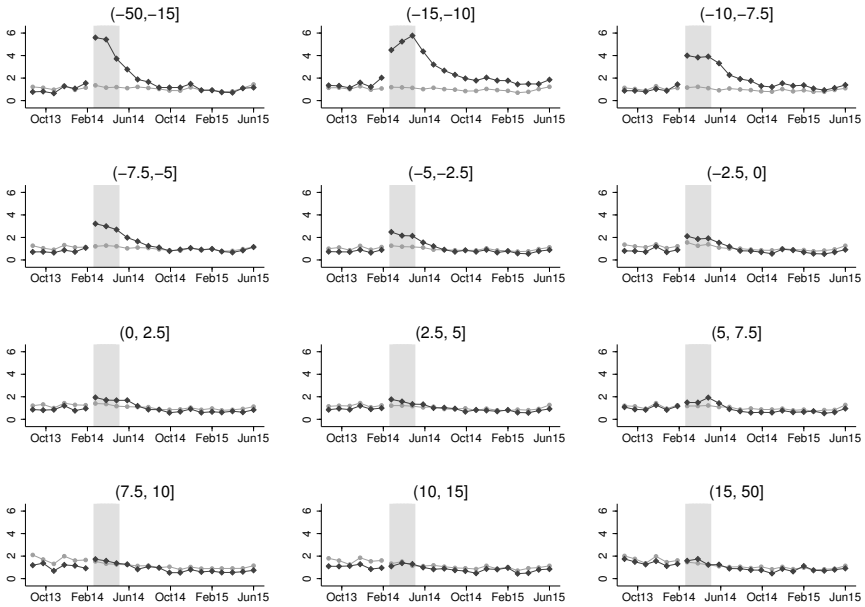 (−50,−15]
(−15,−10]
(−10,−7.5]
0 2 4 6
0 2 4 6
0 2 4 6
Oct13 Feb14 Jun14 Oct14 Feb15 Jun15
Oct13 Feb14 Jun14 Oct14 Feb15 Jun15
Oct13 Feb14 Jun14 Oct14 Feb15 Jun15
(−7.5,−5]
(−5,−2.5]
(−2.5, 0]
0 2 4 6
0 2 4 6
0 2 4 6
Oct13 Feb14 Jun14 Oct14 Feb15 Jun15
Oct13 Feb14 Jun14 Oct14 Feb15 Jun15
Oct13 Feb14 Jun14 Oct14 Feb15 Jun15
(0, 2.5]
(2.5, 5]
(5, 7.5]
0 2 4 6
0 2 4 6
0 2 4 6
Oct13 Feb14 Jun14 Oct14 Feb15 Jun15
Oct13 Feb14 Jun14 Oct14 Feb15 Jun15
Oct13 Feb14 Jun14 Oct14 Feb15 Jun15
(7.5, 10]
(10, 15]
(15, 50]
0 2 4 6
0 2 4 6
0 2 4 6
Oct13 Feb14 Jun14 Oct14 Feb15 Jun15
Oct13 Feb14 Jun14 Oct14 Feb15 Jun15
Oct13 Feb14 Jun14 Oct14 Feb15 Jun15